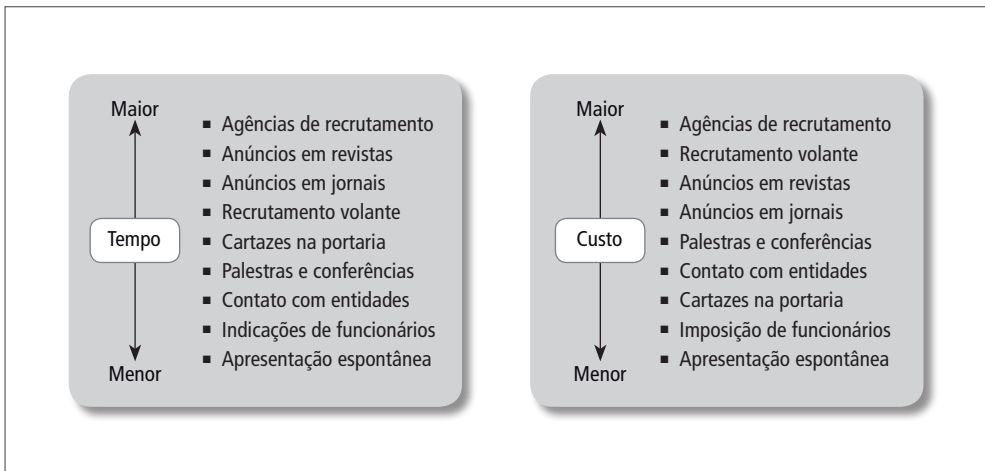 Maior
Tempo
Menor
■ Agências de recrutamento
■ Anúncios em revistas
■ Anúncios em jornais
■ Recrutamento volante
■ Cartazes na portaria
■ Palestras e conferências
■ Contato com entidades
■ Indicações de funcionários
■ Apresentação espontânea
Maior
Custo
Menor
■ Agências de recrutamento
■ Recrutamento volante
■ Anúncios em revistas
■ Anúncios em jornais
■ Palestras e conferências
■ Contato com entidades
■ Cartazes na portaria
■ Imposição de funcionários
■ Apresentação espontânea